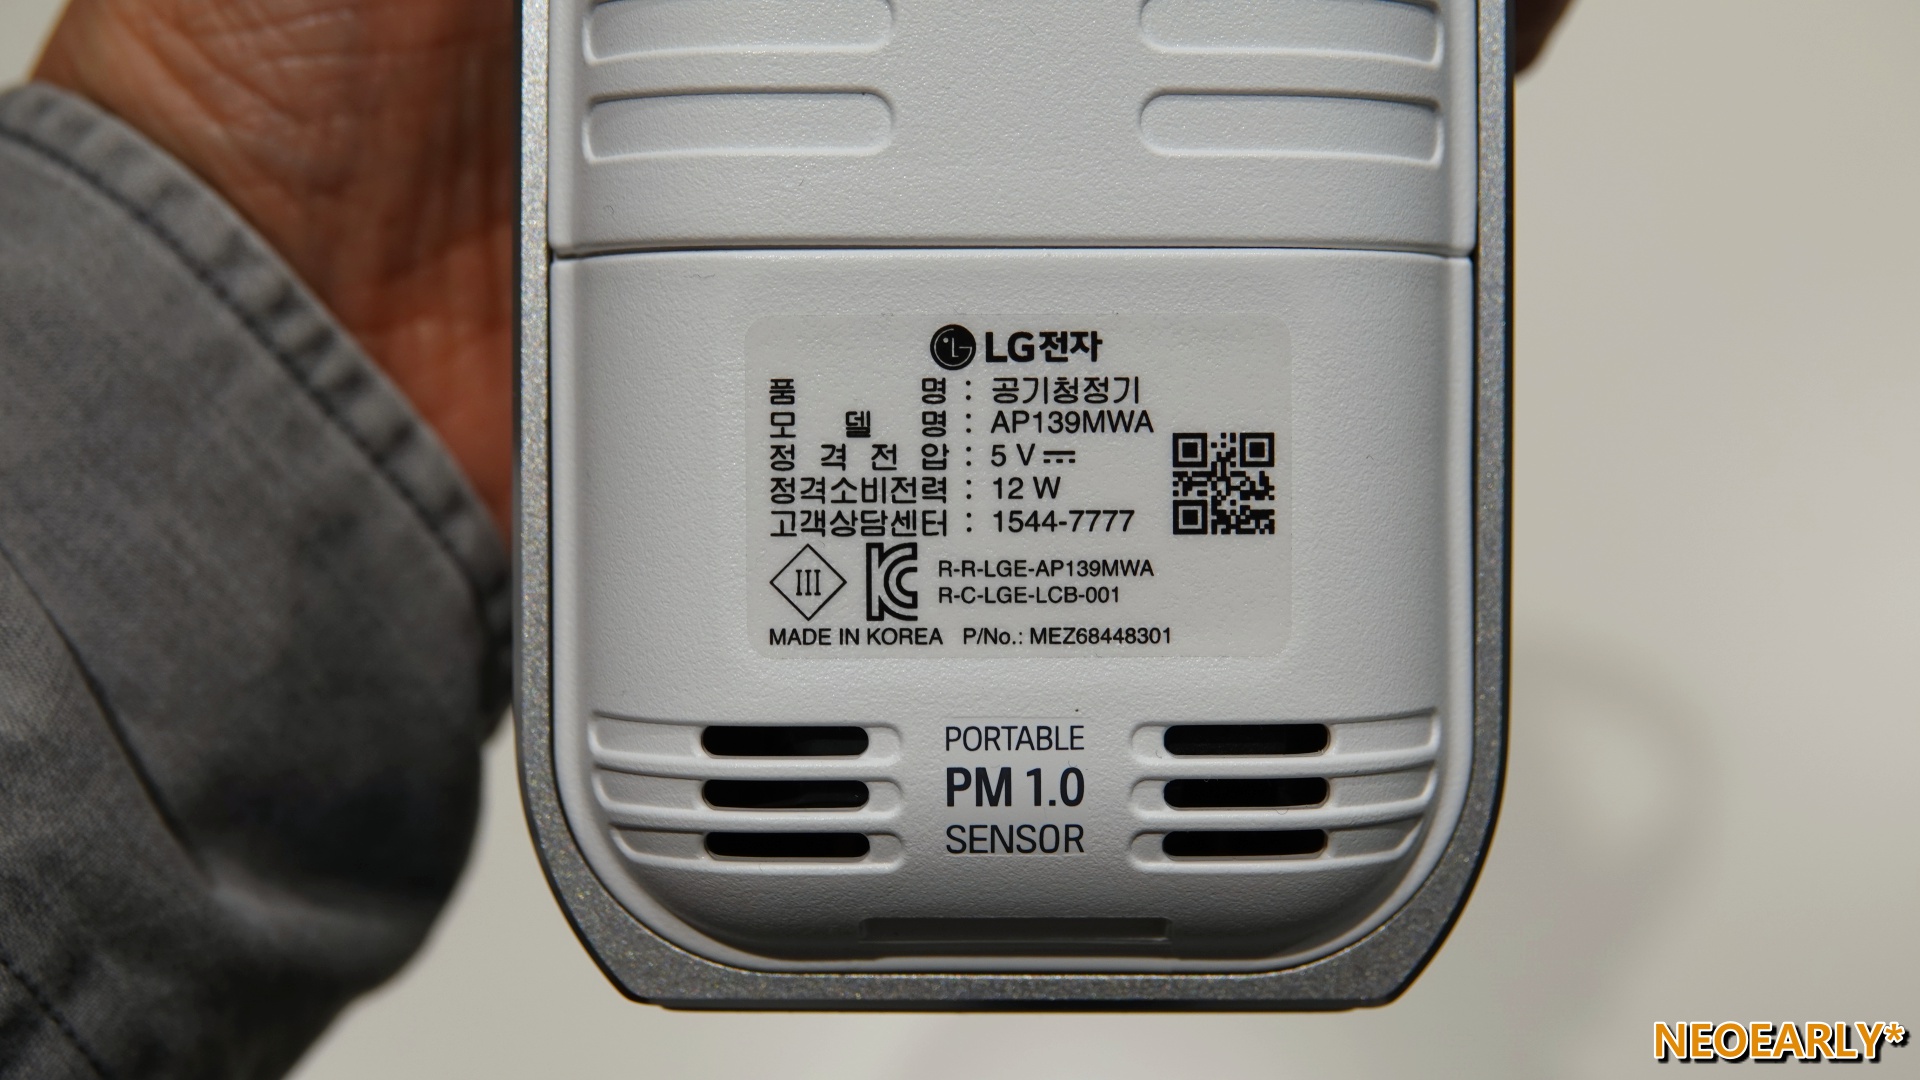 LG전자
품 명 : 공기청정기
모 델 명 : AP139MWA
정 격 전 압 : 5 V ⎓
정격소비전력 : 12 W
고객상담센터 : 1544-7777
III
R-R-LGE-AP139MWA
R-C-LGE-LCB-001
MADE IN KOREA P/No.: MEZ68448301
PORTABLE
PM 1.0
SENSOR
NEOEARLY*